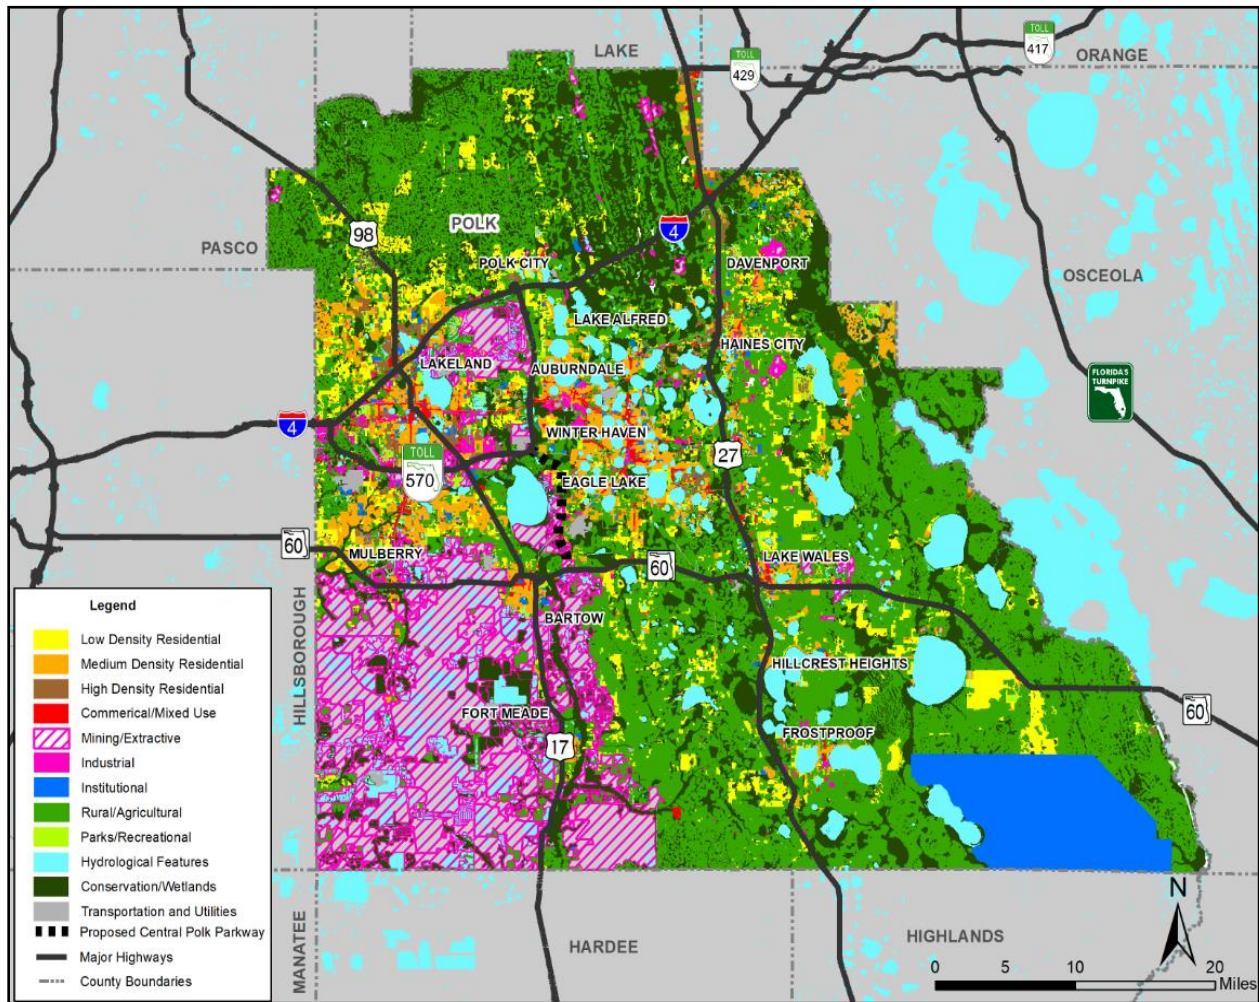 LAKE
TOLL
429
TOLL
417
ORANGE
PASCO
98
POLK
4
POLK CITY
DAVENPORT
OSCEOLA
LAKE ALFRED
HAINES CITY
LAKELAND
AUBURNDALE
FLORIDA'S
TURNPIKE
4
WINTER HAVEN
27
TOLL
570
EAGLE LAKE
60
MULBERRY
60
LAKE WALES
BARTOW
HILLCREST HEIGHTS
HILLSBOROUGH
FORT MEADE
17
FROSTPROOF
60
Legend
Low Density Residential
Medium Density Residential
High Density Residential
Commerical/Mixed Use
Mining/Extractive
Industrial
Institutional
Rural/Agricultural
Parks/Recreational
Hydrological Features
Conservation/Wetlands
Transportation and Utilities
Proposed Central Polk Parkway
Major Highways
County Boundaries
MANATEE
HARDEE
HIGHLANDS
N
0 10 20
Miles